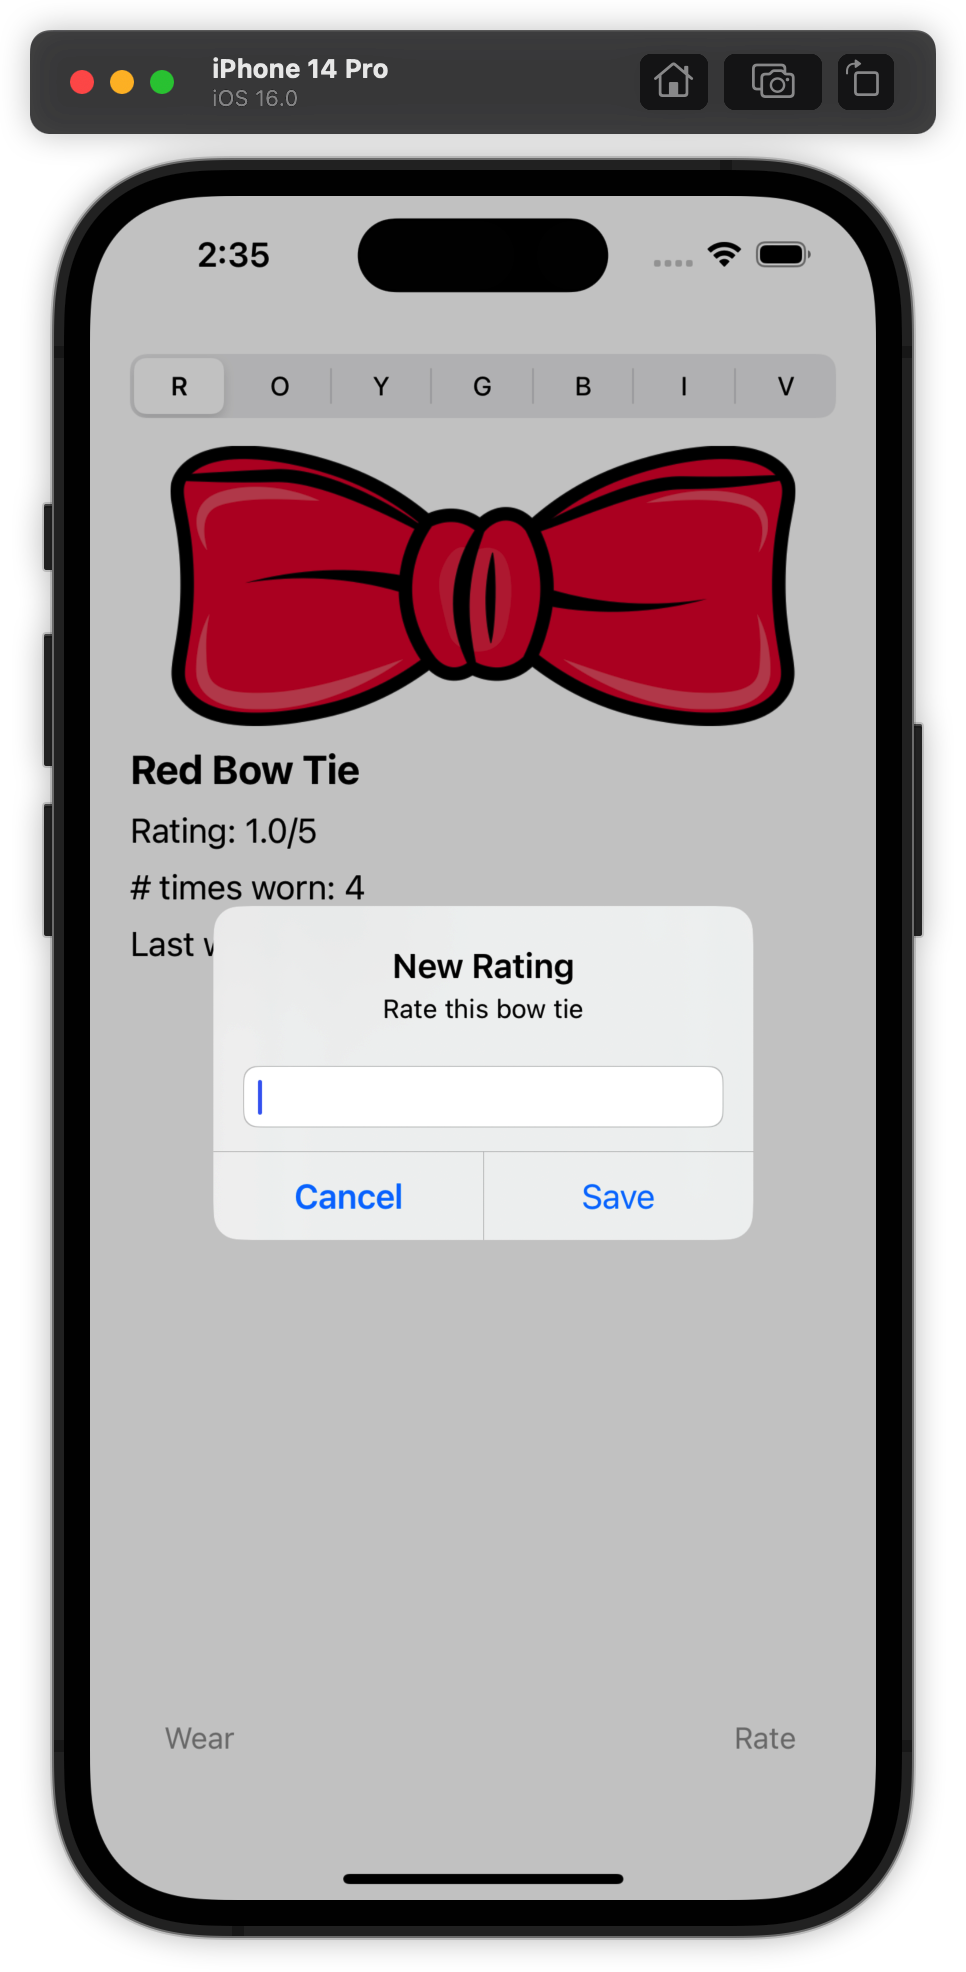 iPhone 14 Pro
iOS 16.0
2:35
R O Y G B I V
Red Bow Tie
Rating: 1.0/5
# times worn: 4
Last
New Rating
Rate this bow tie
Cancel Save
Wear Rate